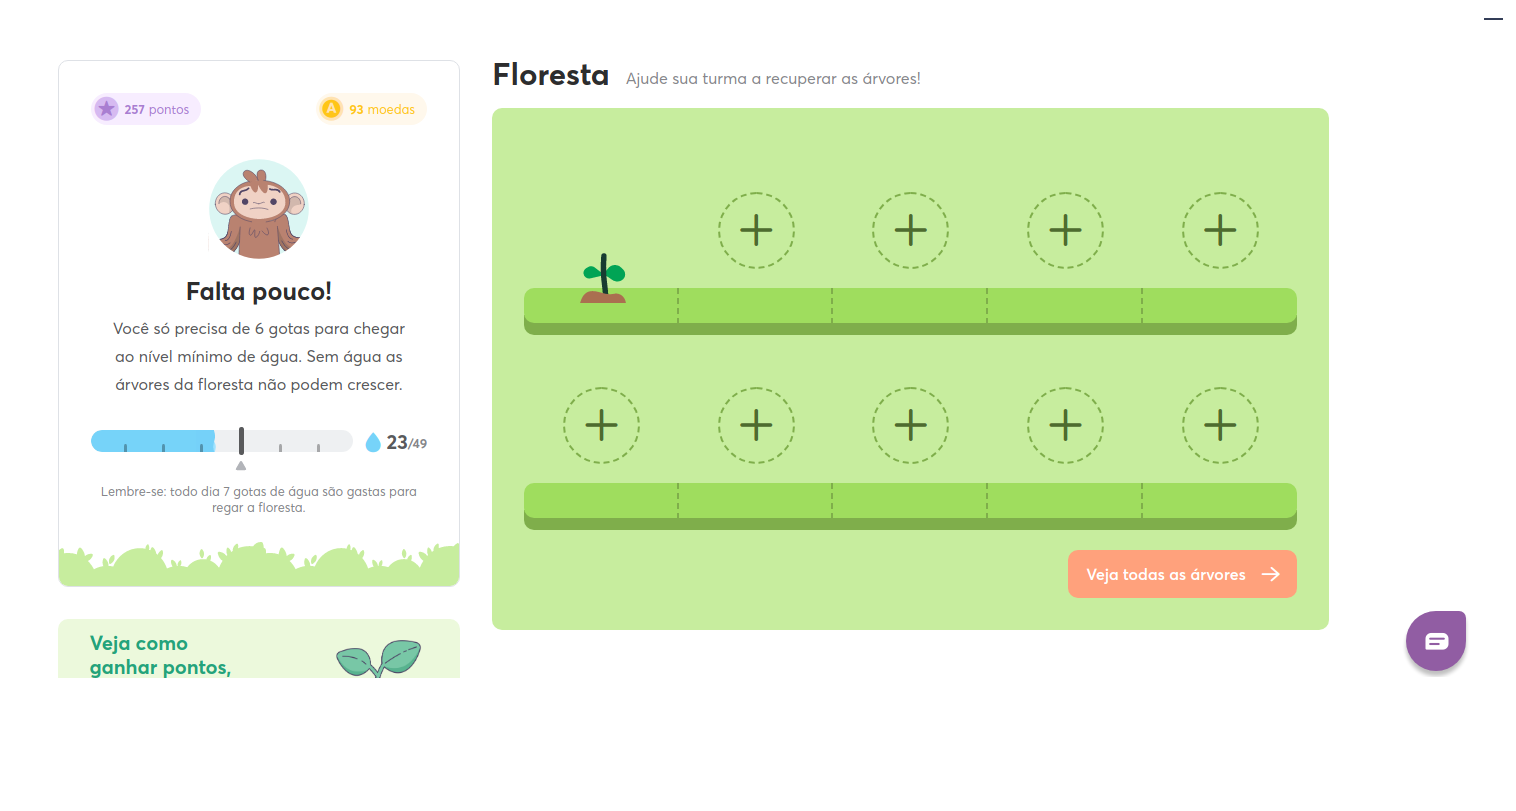 257 pontos
A 93 moedas
Falta pouco!
Você só precisa de 6 gotas para chegar
ao nível mínimo de água. Sem água as
árvores da floresta não podem crescer.
23/49
Lembre-se: todo dia 7 gotas de água são gastas para
regar a floresta.
Veja como
ganhar pontos,
Floresta Ajude sua turma a recuperar as árvores!
Veja todas as árvores